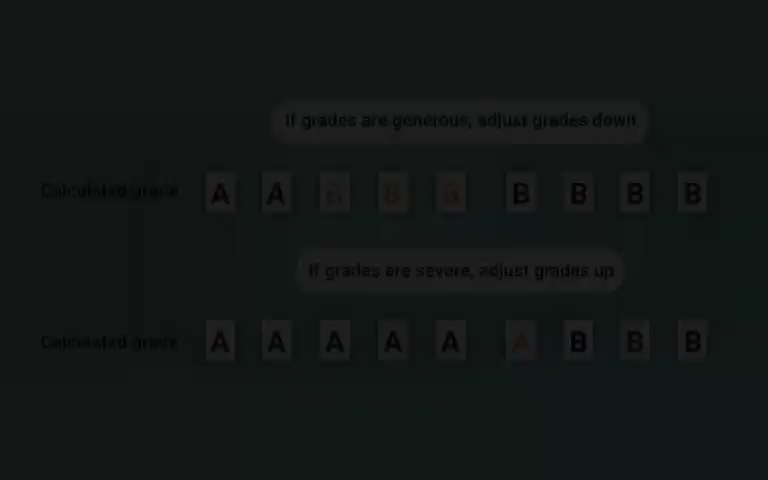 If grades are generous, adjust grades down
Calculated grade A A B B B B B B B
If grades are severe, adjust grades up
Calculated grade A A A A A A B B B